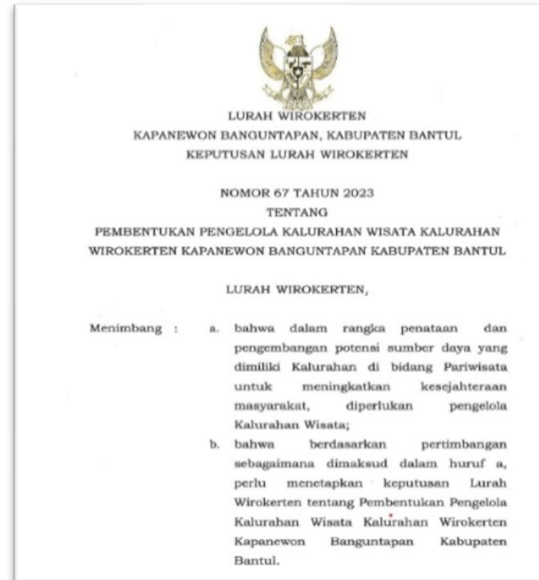 LURAH WIROKERTEN
KAPANEWON BANGUNTAPAN, KABUPATEN BANTUL
KEPUTUSAN LURAH WIROKERTEN
NOMOR 67 TAHUN 2023
TENTANG
PEMBENTUKAN PENGELOLA KALURAHAN WISATA KALURAHAN
WIROKERTEN KAPANEWON BANGUNTAPAN KABUPATEN BANTUL
LURAH WIROKERTEN,
Menimbang : a. bahwa dalam rangka penataan dan
pengembangan potensi sumber daya yang
dimiliki Kalurahan di bidang Pariwisata
untuk meningkatkan kesejahteraan
masyarakat, diperlukan pengelola
Kalurahan Wisata;
b. bahwa berdasarkan pertimbangan
sebagaimana dimaksud dalam huruf a,
perlu menetapkan keputusan Lurah
Wirokerten tentang Pembentukan Pengelola
Kalurahan Wisata Kalurahan Wirokerten
Kapanewon Banguntapan Kabupaten
Bantul.